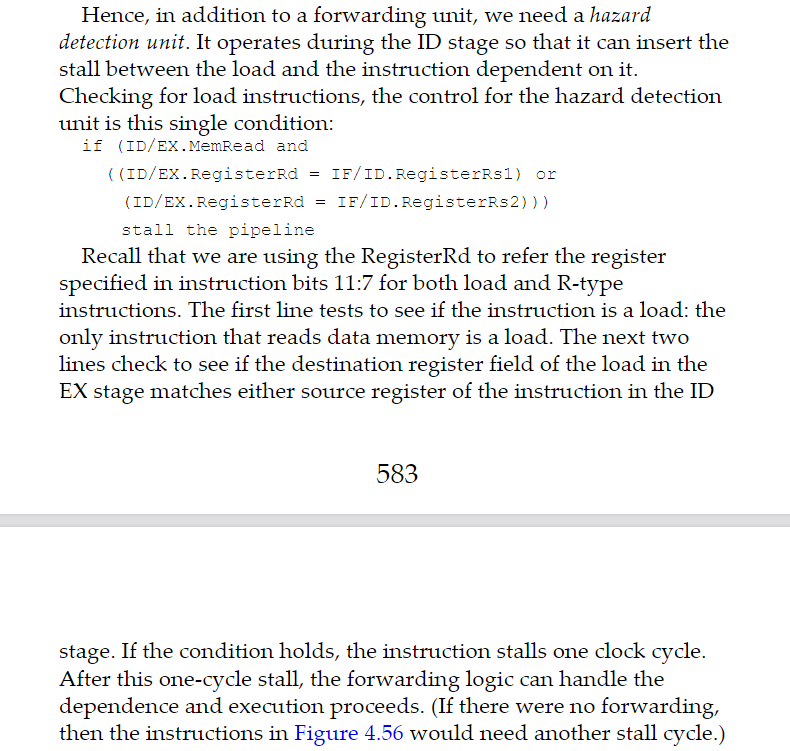 Hence, in addition to a forwarding unit, we need a hazard
detection unit. It operates during the ID stage so that it can insert the
stall between the load and the instruction dependent on it.
Checking for load instructions, the control for the hazard detection
unit is this single condition:
if (ID/EX.MemRead and
((ID/EX.RegisterRd = IF/ID.RegisterRs1) or
(ID/EX.RegisterRd = IF/ID.RegisterRs2)))
stall the pipeline
Recall that we are using the RegisterRd to refer the register
specified in instruction bits 11:7 for both load and R-type
instructions. The first line tests to see if the instruction is a load: the
only instruction that reads data memory is a load. The next two
lines check to see if the destination register field of the load in the
EX stage matches either source register of the instruction in the ID
583
stage. If the condition holds, the instruction stalls one clock cycle.
After this one-cycle stall, the forwarding logic can handle the
dependence and execution proceeds. (If there were no forwarding,
then the instructions in Figure 4.56 would need another stall cycle.)